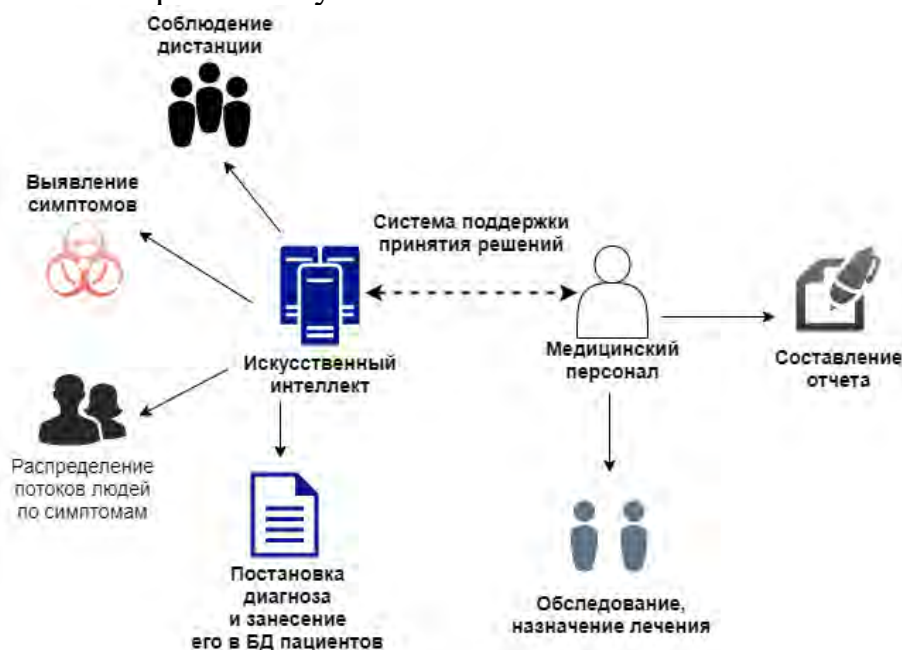 Соблюдение
дистанции
Выявление
симптомов
Система поддержки
принятия решений
Искусственный
интеллект
Медицинский
персонал
Составление
отчета
Распределение
потоков людей
по симптомам
Постановка
диагноза
и занесение
его в БД пациентов
Обследование,
назначение лечения